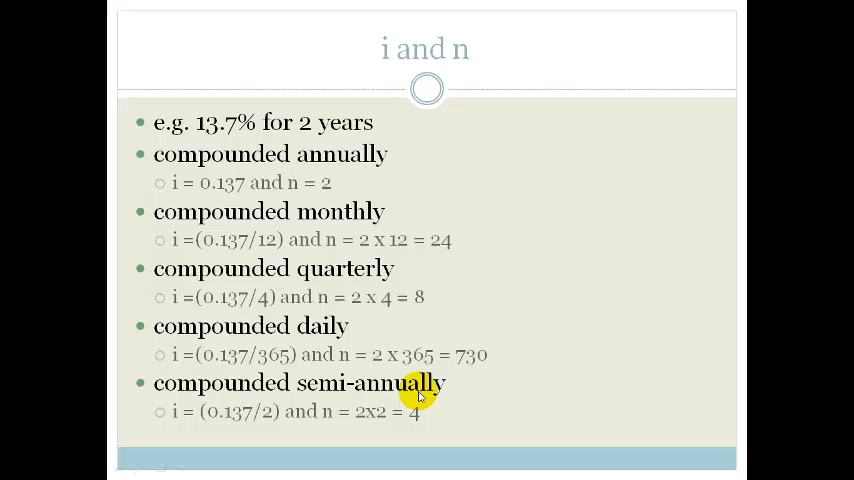 i and n
e.g. 13.7% for 2 years
compounded annually
i = 0.137 and n = 2
compounded monthly
i =(0.137/12) and n = 2 x 12 = 24
compounded quarterly
i =(0.137/4) and n = 2 x 4 = 8
compounded daily
i =(0.137/365) and n = 2 x 365 = 730
compounded semi-annually
i = (0.137/2) and n = 2x2 = 4